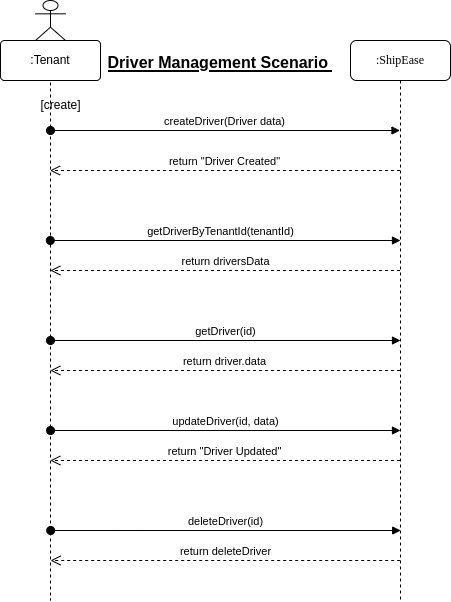 :Tenant
Driver Management Scenario
:ShipEase
[create]
createDriver(Driver data)
return "Driver Created"
getDriverByTenantId(tenantId)
return driversData
getDriver(id)
return driver.data
updateDriver(id, data)
return "Driver Updated"
deleteDriver(id)
return deleteDriver